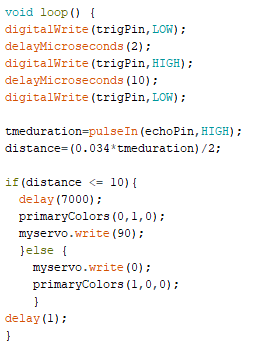 void loop() {
digitalWrite(trigPin,LOW);
delayMicroseconds(2);
digitalWrite(trigPin,HIGH);
delayMicroseconds(10);
digitalWrite(trigPin,LOW);

tmeduration=pulseIn(echoPin,HIGH);
distance=(0.034*tmeduration)/2;

if(distance <= 10){
  delay(7000);
  primaryColors(0,1,0);
  myservo.write(90);
  }else {
    myservo.write(0);
    primaryColors(1,0,0);
    }
delay(1);
}